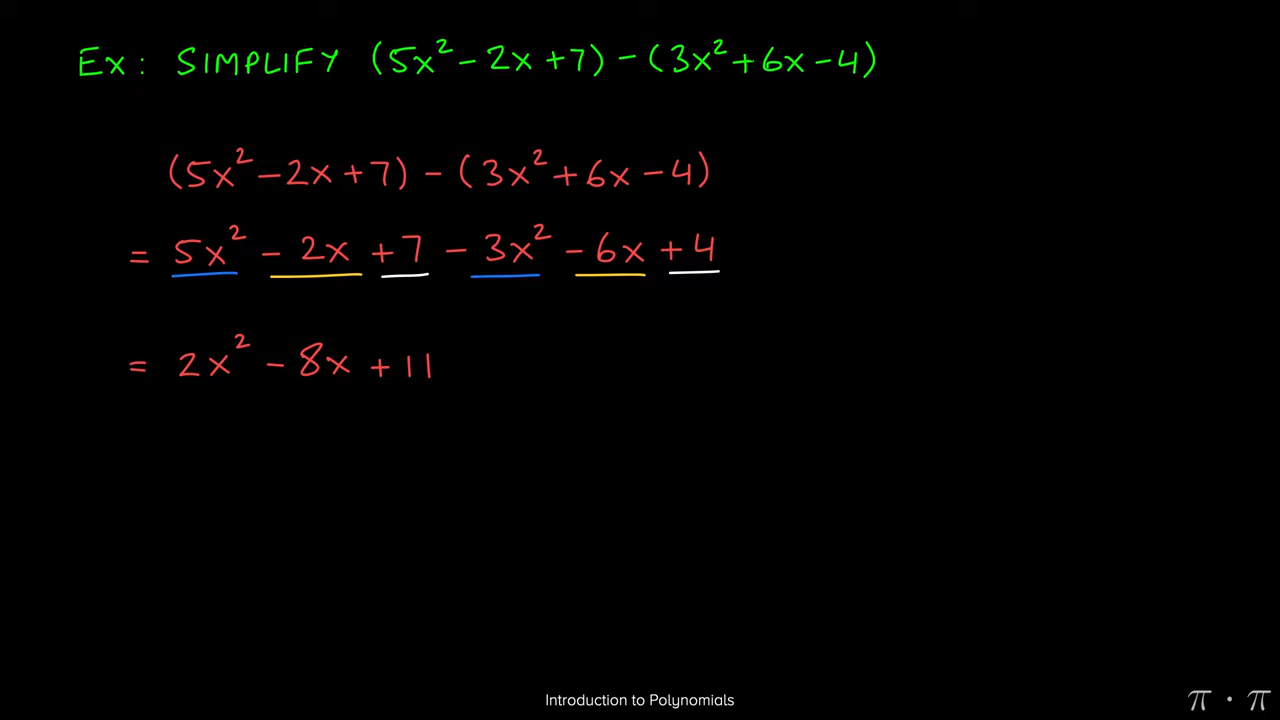 Ex: SIMPLIFY (5x² - 2x + 7) - (3x² + 6x - 4)
(5x² - 2x + 7) - (3x² + 6x - 4)
= 5x² - 2x + 7 - 3x² - 6x + 4
= 2x² - 8x + 11
Introduction to Polynomials
π · π